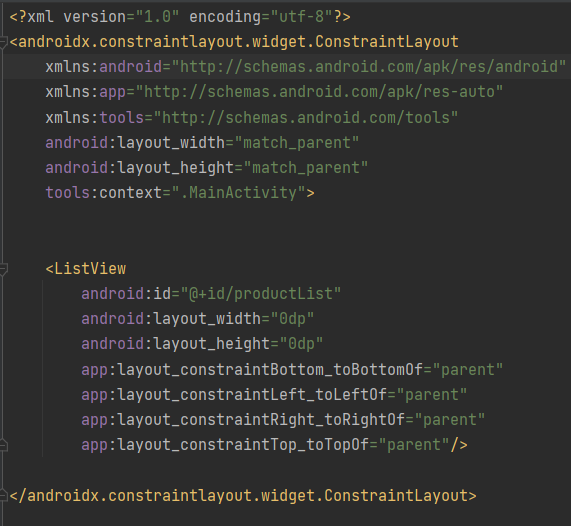 <?xml version="1.0" encoding="utf-8"?>
<androidx.constraintlayout.widget.ConstraintLayout
    xmlns:android="http://schemas.android.com/apk/res/android"
    xmlns:app="http://schemas.android.com/apk/res-auto"
    xmlns:tools="http://schemas.android.com/tools"
    android:layout_width="match_parent"
    android:layout_height="match_parent"
    tools:context=".MainActivity">
    <ListView
        android:id="@+id/productList"
        android:layout_width="0dp"
        android:layout_height="0dp"
        app:layout_constraintBottom_toBottomOf="parent"
        app:layout_constraintLeft_toLeftOf="parent"
        app:layout_constraintRight_toRightOf="parent"
        app:layout_constraintTop_toTopOf="parent"/>
</androidx.constraintlayout.widget.ConstraintLayout>